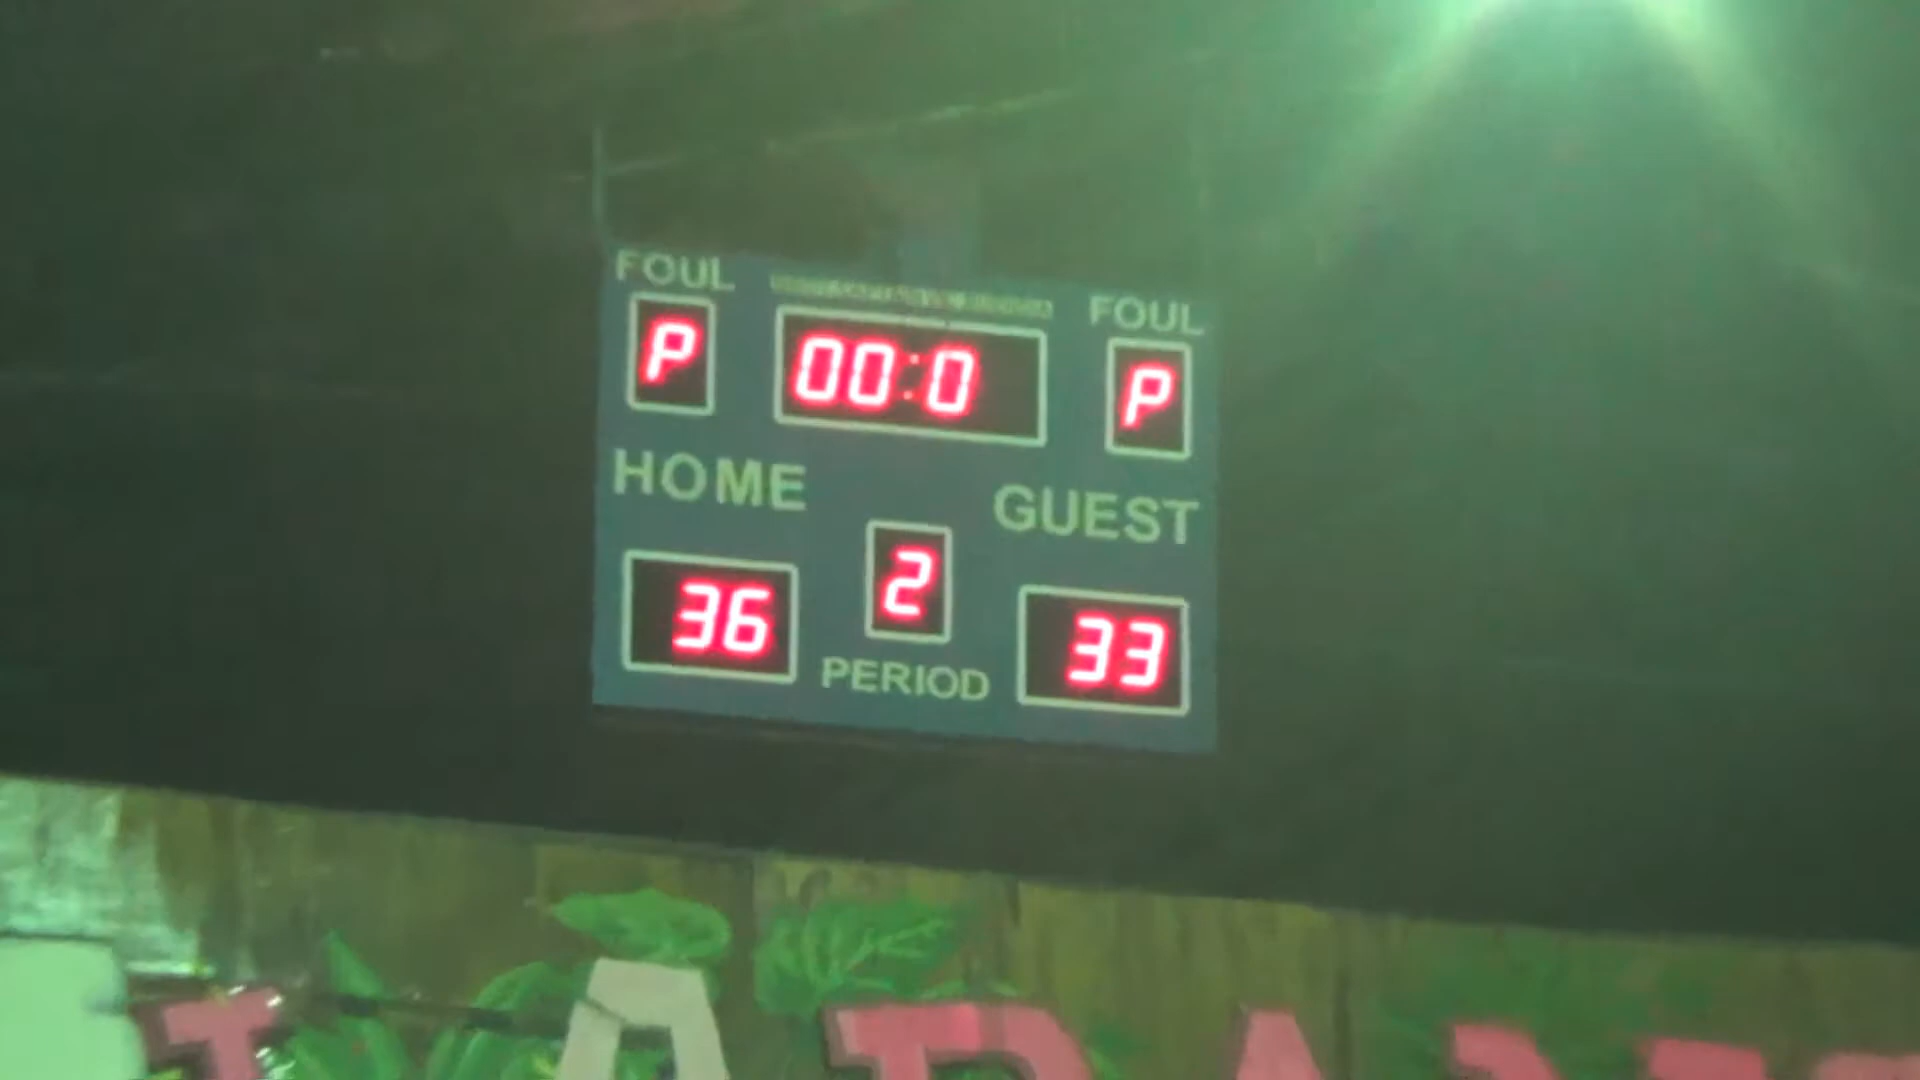 FOUL FOUL
P 00:0 P
HOME GUEST
36 2 33
PERIOD